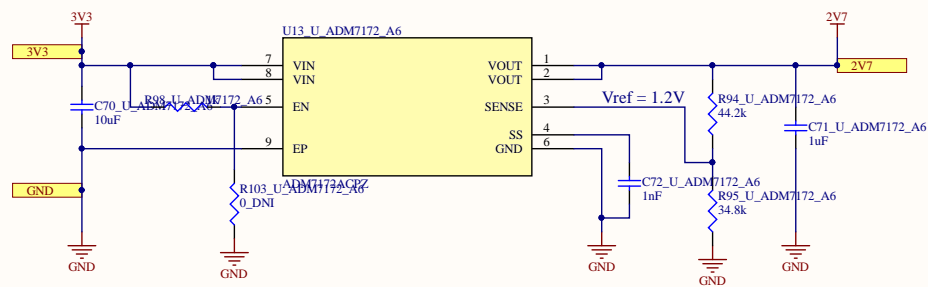 3V3
2V7
U13_U_ADM7172_A6
3V3
2V7
7 VIN
8 VIN
5 EN
9 EP
VOUT 1
VOUT 2
SENSE 3
SS 4
GND 6
Vref = 1.2V
C70_U_ADM7172_A6
10uF
R94_U_ADM7172_A6
44.2k
C71_U_ADM7172_A6
1uF
GND
ADM7172ACPZ
R103_U_ADM7172_A6
0_DNI
C72_U_ADM7172_A6
1nF
R95_U_ADM7172_A6
34.8k
GND
GND
GND
GND
GND